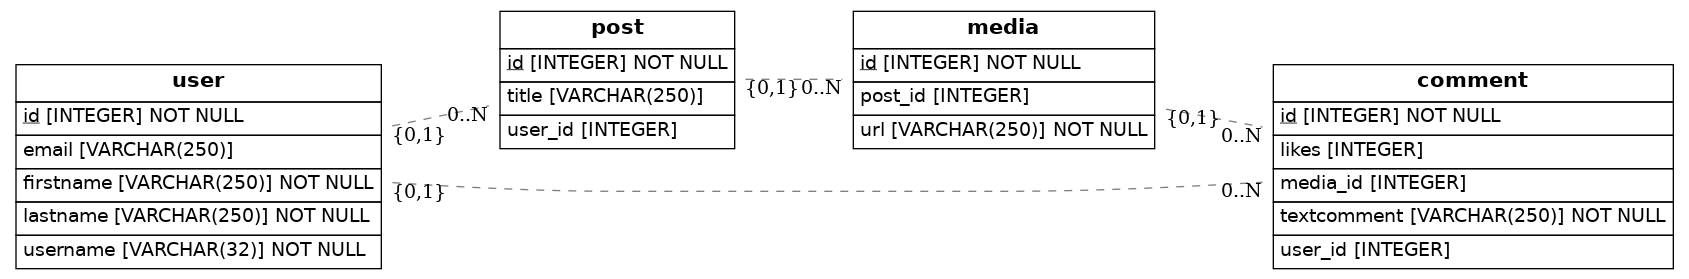 user
id [INTEGER] NOT NULL
email [VARCHAR(250)]
firstname [VARCHAR(250)] NOT NULL
lastname [VARCHAR(250)] NOT NULL
username [VARCHAR(32)] NOT NULL
{0,1}
0..N
{0,1}
0..N
post
id [INTEGER] NOT NULL
title [VARCHAR(250)]
user_id [INTEGER]
{0,1}
0..N
media
id [INTEGER] NOT NULL
post_id [INTEGER]
url [VARCHAR(250)] NOT NULL
{0,1}
0..N
comment
id [INTEGER] NOT NULL
likes [INTEGER]
media_id [INTEGER]
textcomment [VARCHAR(250)] NOT NULL
user_id [INTEGER]